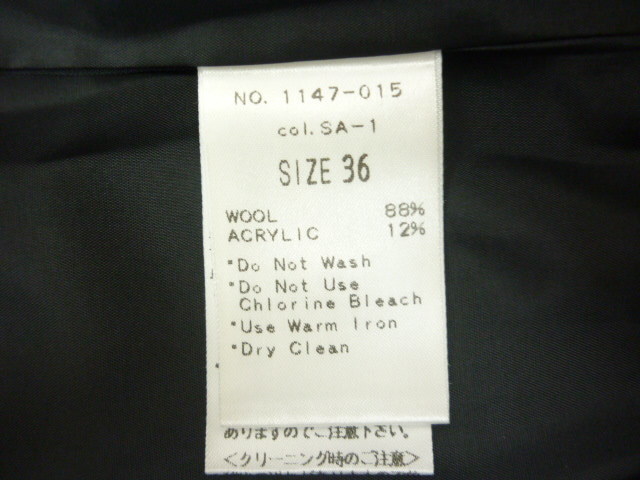 NO. 1147-015
col.SA-1
SIZE 36
WOOL 88%
ACRYLIC 12%
*Do Not Wash
*Do Not Use
Chlorine Bleach
*Use Warm Iron
*Dry Clean
ありますのでご注意下さい。
<クリーニング時のご注意>